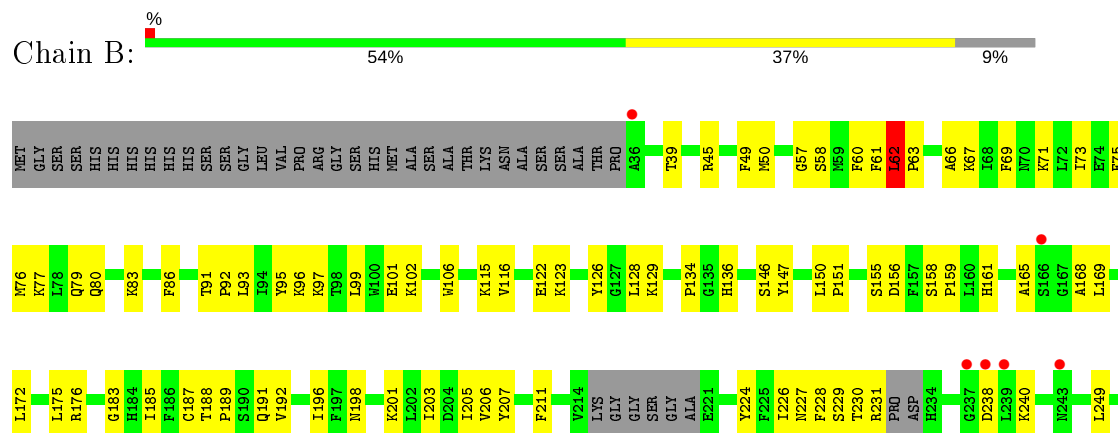 %
Chain B:
54% 37% 9%
MET GLY SER SER HIS HIS HIS HIS HIS HIS SER SER GLY LEU VAL PRO ARG GLY SER HIS MET ALA SER ALA THR LYS ASN ALA SER SER ALA THR PRO A36 T39 R45 F49 M50 G57 S58 M59 F60 F61 L62 P63 A66 K67 I68 F69 N70 K71 L72 I73 E74 E75
M76 K77 L78 Q79 Q80 K83 F86 T91 P92 L93 I94 Y95 K96 K97 T98 L99 W100 E101 K102 W106 K115 V116 E122 K123 Y126 G127 L128 K129 P134 G135 H136 S146 Y147 L150 P151 S155 D156 F157 S158 P159 L160 H161 A165 S166 G167 A168 L169
L172 L175 R176 G183 H184 I185 F186 C187 T188 P189 S190 Q191 V192 I196 F197 N198 K201 L202 I203 D204 I205 V206 Y207 F211 V214 LYS GLY GLY SER GLY ALA E221 Y224 F225 I226 N227 F228 S229 T230 R231 PRO ASP H234 G237 D238 L239 K240 N243 L249